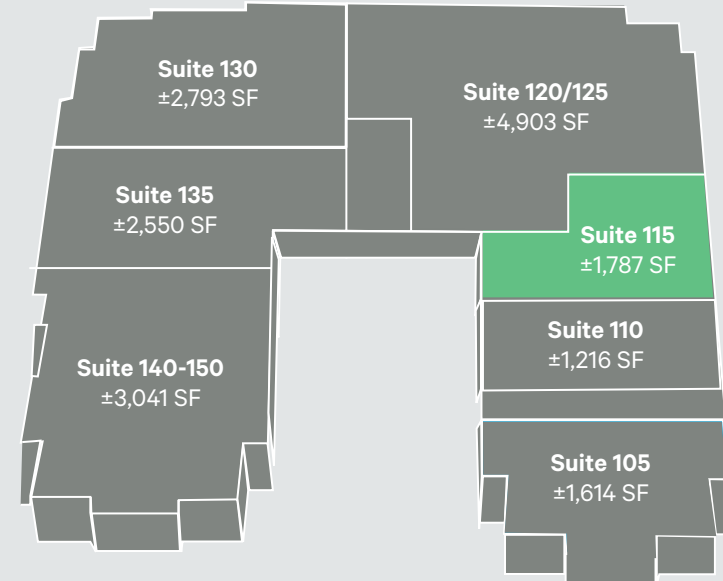 Suite 130
±2,793 SF
Suite 120/125
±4,903 SF
Suite 135
±2,550 SF
Suite 115
±1,787 SF
Suite 110
±1,216 SF
Suite 140-150
±3,041 SF
Suite 105
±1,614 SF